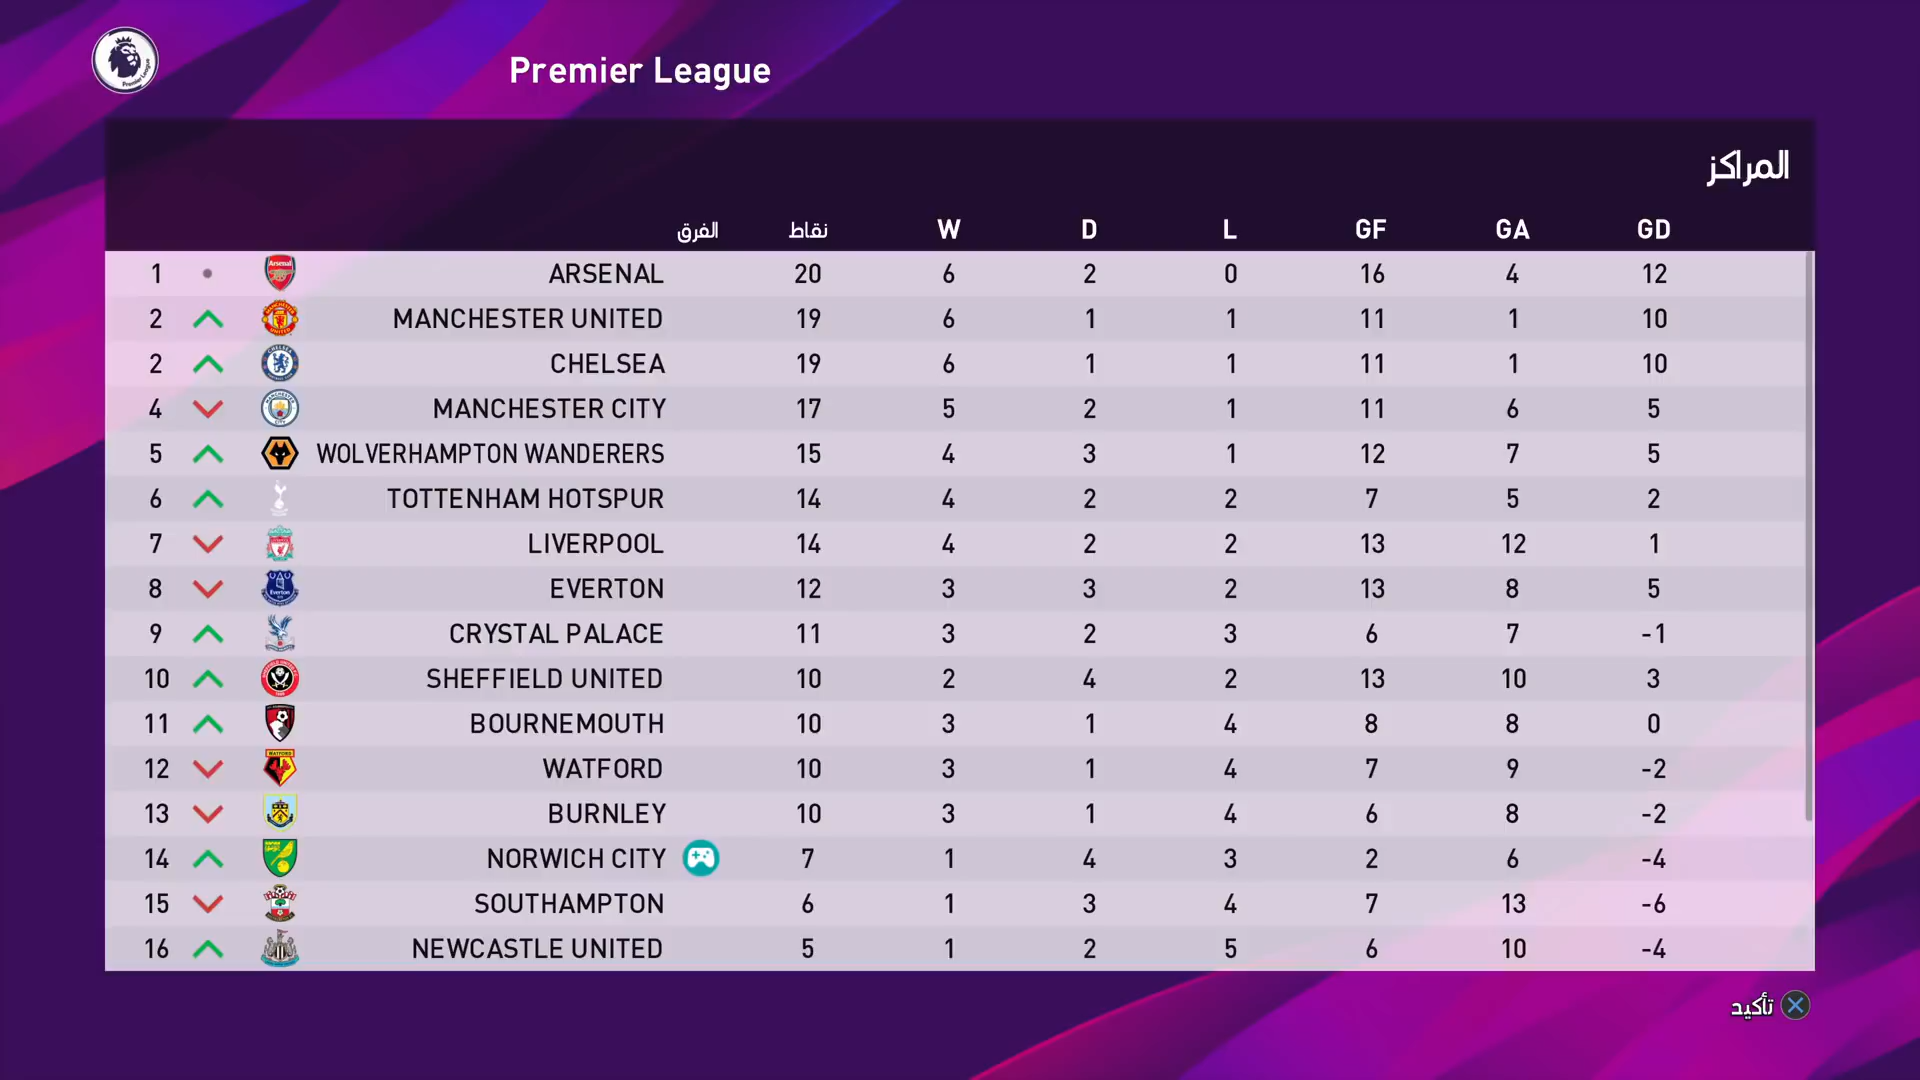 Premier League
المراكز
الفرق نقاط W D L GF GA GD
1 ARSENAL 20 6 2 0 16 4 12
2 MANCHESTER UNITED 19 6 1 1 11 1 10
2 CHELSEA 19 6 1 1 11 1 10
4 MANCHESTER CITY 17 5 2 1 11 6 5
5 WOLVERHAMPTON WANDERERS 15 4 3 1 12 7 5
6 TOTTENHAM HOTSPUR 14 4 2 2 7 5 2
7 LIVERPOOL 14 4 2 2 13 12 1
8 EVERTON 12 3 3 2 13 8 5
9 CRYSTAL PALACE 11 3 2 3 6 7 -1
10 SHEFFIELD UNITED 10 2 4 2 13 10 3
11 BOURNEMOUTH 10 3 1 4 8 8 0
12 WATFORD 10 3 1 4 7 9 -2
13 BURNLEY 10 3 1 4 6 8 -2
14 NORWICH CITY 7 1 4 3 2 6 -4
15 SOUTHAMPTON 6 1 3 4 7 13 -6
16 NEWCASTLE UNITED 5 1 2 5 6 10 -4
تأكيد